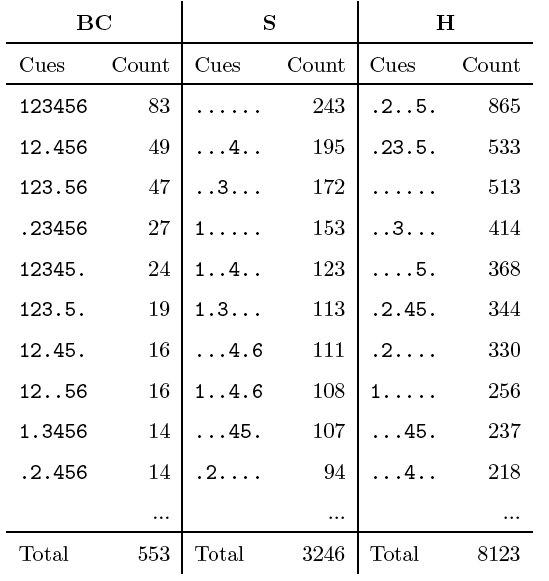 BC S H
Cues Count Cues Count Cues Count
123456 83 ...... 243 .2..5. 865
12.456 49 ...4.. 195 .23.5. 533
123.56 47 ..3... 172 ...... 513
.23456 27 1..... 153 ..3... 414
12345. 24 1..4.. 123 ....5. 368
123.5. 19 1.3... 113 .2.45. 344
12.45. 16 ...4.6 111 .2.... 330
12..56 16 1..4.6 108 1..... 256
1.3456 14 ...45. 107 ...45. 237
.2.456 14 .2.... 94 ...4.. 218
... ... ...
Total 553 Total 3246 Total 8123